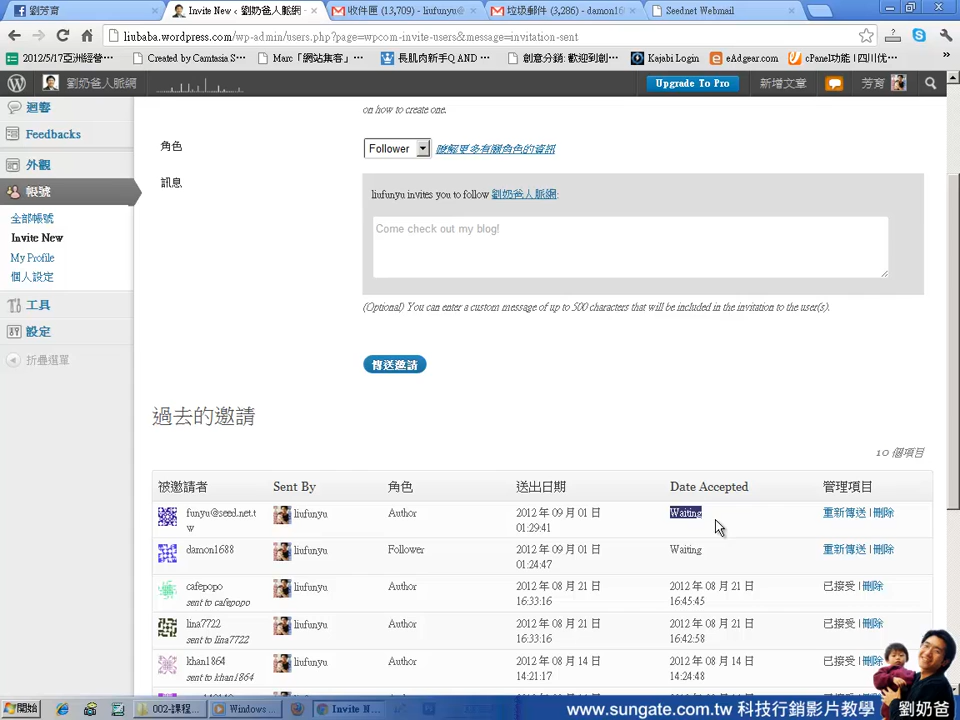 劉芳育
Invite New ‹ 劉奶爸人脈網
收件匣 (13,709) - liufunyu@
垃圾郵件 (3,286) - damon16
Seednet Webmail
liubaba.wordpress.com/wp-admin/users.php?page=wpcom-invite-users&message=invitation-sent
2012/5/17亞洲經營⋯
Created by Camtasia S⋯
Marc「網站集客」⋯
長肌肉新手Q AND ⋯
創意分銷: 歡迎到創⋯
Kajabi Login
eAdgear.com
cPanel功能 | 四川优⋯
劉奶爸人脈網
Upgrade To Pro
新增文章
芳育
迴響
Feedbacks
外觀
帳號
全部帳號
Invite New
My Profile
個人設定
工具
設定
折疊選單
on how to create one.
角色
Follower
瞭解更多有關角色的資訊
訊息
liufunyu invites you to follow 劉奶爸人脈網:
Come check out my blog!
(Optional) You can enter a custom message of up to 500 characters that will be included in the invitation to the user(s).
傳送邀請
過去的邀請
10 個項目
被邀請者 Sent By 角色 送出日期 Date Accepted 管理項目
funyu@seed.net.t liufunyu Author 2012 年 09 月 01 日 Waiting 重新傳送 | 刪除
w 01:29:41
damon1688 liufunyu Follower 2012 年 09 月 01 日 Waiting 重新傳送 | 刪除
01:24:47
cafepopo liufunyu Author 2012 年 08 月 21 日 2012 年 08 月 21 日 已接受 | 刪除
sent to cafepopo 16:33:16 16:45:45
lina7722 liufunyu Author 2012 年 08 月 21 日 2012 年 08 月 21 日 已接受 | 刪除
sent to lina7722 16:33:16 16:42:58
khan1864 liufunyu Author 2012 年 08 月 14 日 2012 年 08 月 14 日 已接受 | 刪除
sent to khan1864 14:21:17 14:24:48
開始
002-課程...
Windows ...
Invite N...
www.sungate.com.tw 科技行銷影片教學
劉奶爸